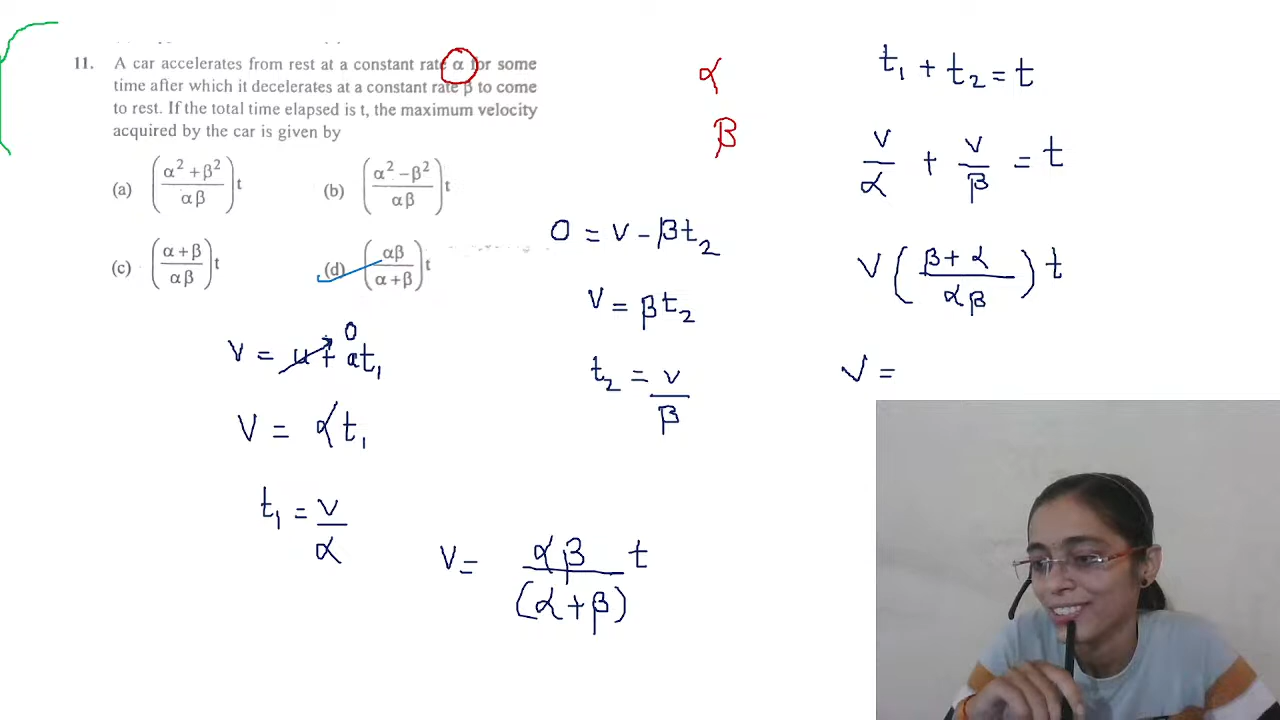 11. A car accelerates from rest at a constant rate α for some
time after which it decelerates at a constant rate β to come
to rest. If the total time elapsed is t, the maximum velocity
acquired by the car is given by
(a) ((α² + β²)/(αβ)) t (b) ((α² − β²)/(αβ)) t
(c) ((α + β)/(αβ)) t (d) ((αβ)/(α + β)) t
V = u + at₁
0
V = αt₁
t₁ = v/α
0 = v − βt₂
V = βt₂
t₂ = v/β
V = αβ/(α + β) t
α
β
t₁ + t₂ = t
v/α + v/β = t
V ((β + α)/(αβ)) t
V =